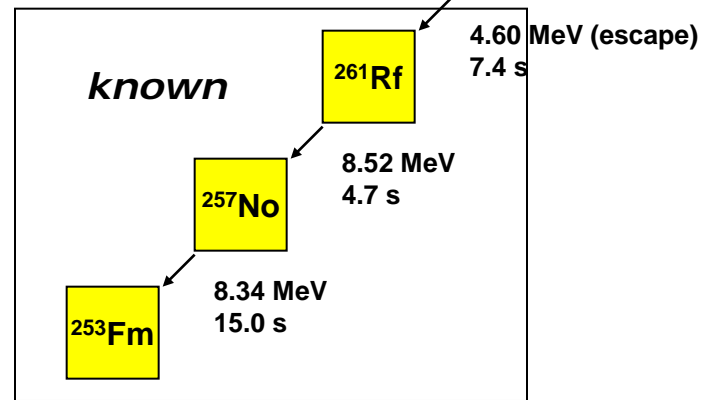 4.60 MeV (escape)
7.4 s
known
²⁶¹Rf
8.52 MeV
4.7 s
²⁵⁷No
8.34 MeV
15.0 s
²⁵³Fm